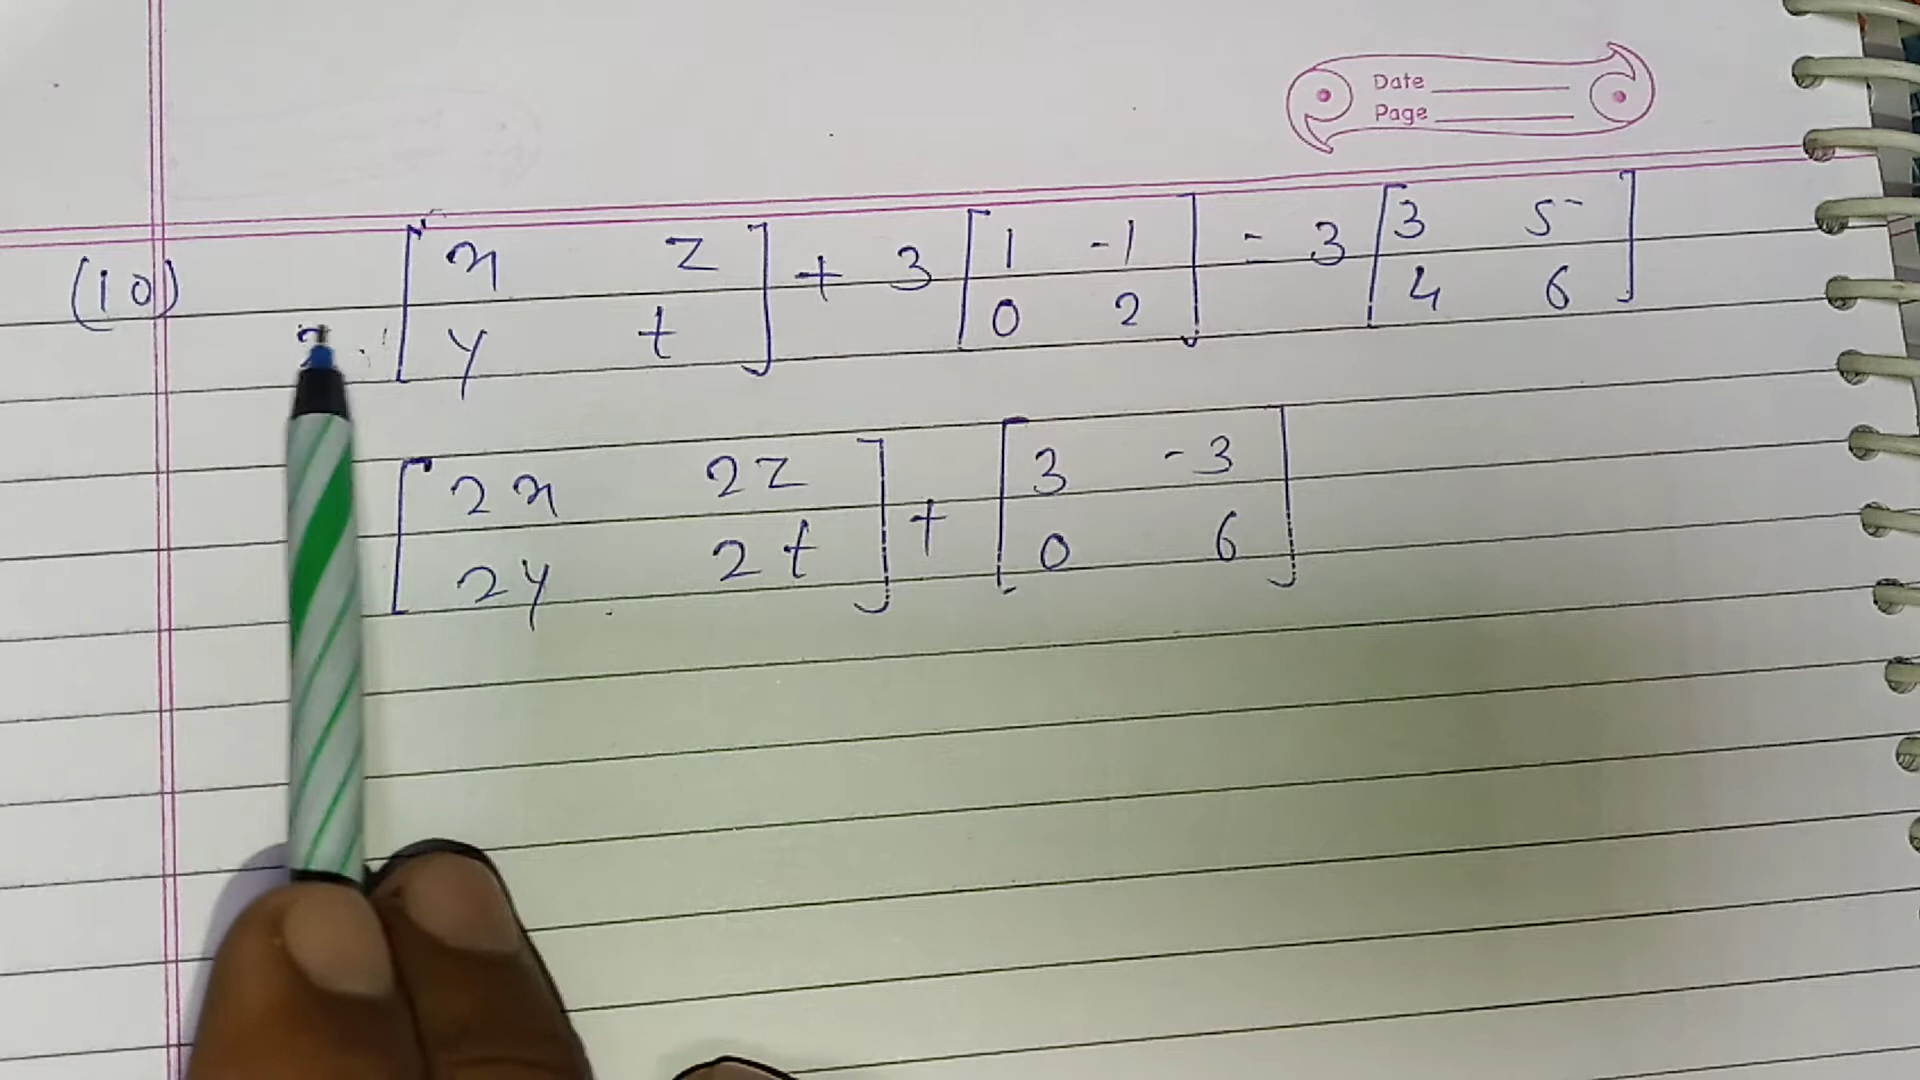 Date
Page
(10) 2 [x z] + 3 [1 -1] = 3 [3 5]
[y t] [0 2] [4 6]
[2x 2z] + [3 -3]
[2y 2t] [0 6]